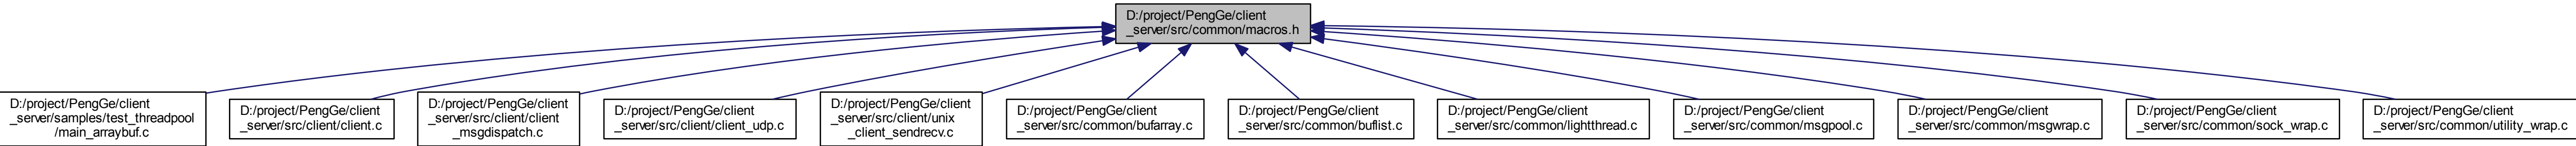 D:/project/PengGe/client
_server/src/common/macros.h
D:/project/PengGe/client
_server/samples/test_threadpool
/main_arraybuf.c
D:/project/PengGe/client
_server/src/client/client.c
D:/project/PengGe/client
_server/src/client/client
_msgdispatch.c
D:/project/PengGe/client
_server/src/client/client_udp.c
D:/project/PengGe/client
_server/src/client/unix
_client_sendrecv.c
D:/project/PengGe/client
_server/src/common/bufarray.c
D:/project/PengGe/client
_server/src/common/buflist.c
D:/project/PengGe/client
_server/src/common/lightthread.c
D:/project/PengGe/client
_server/src/common/msgpool.c
D:/project/PengGe/client
_server/src/common/msgwrap.c
D:/project/PengGe/client
_server/src/common/sock_wrap.c
D:/project/PengGe/client
_server/src/common/utility_wrap.c